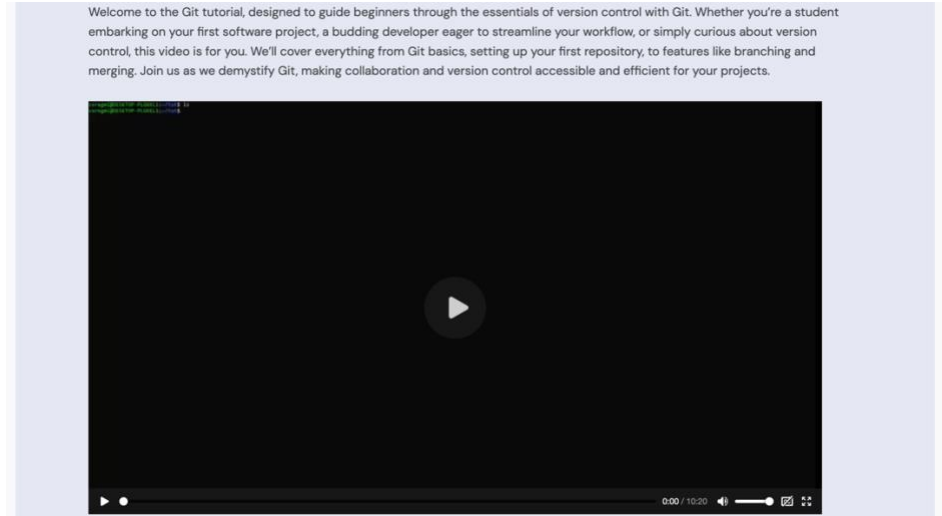 Welcome to the Git tutorial, designed to guide beginners through the essentials of version control with Git. Whether you're a student
embarking on your first software project, a budding developer eager to streamline your workflow, or simply curious about version
control, this video is for you. We'll cover everything from Git basics, setting up your first repository, to features like branching and
merging. Join us as we demystify Git, making collaboration and version control accessible and efficient for your projects.
0:00 / 10:20